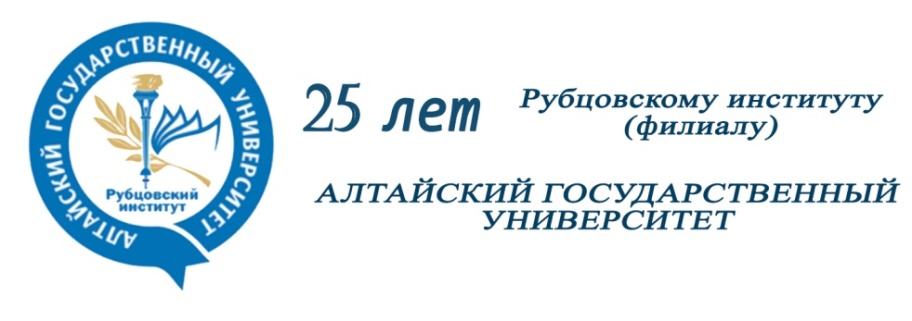 АЛТАЙСКИЙ ГОСУДАРСТВЕННЫЙ УНИВЕРСИТЕТ
Рубцовский
институт
25 лет
Рубцовскому институту
(филиалу)
АЛТАЙСКИЙ ГОСУДАРСТВЕННЫЙ
УНИВЕРСИТЕТ